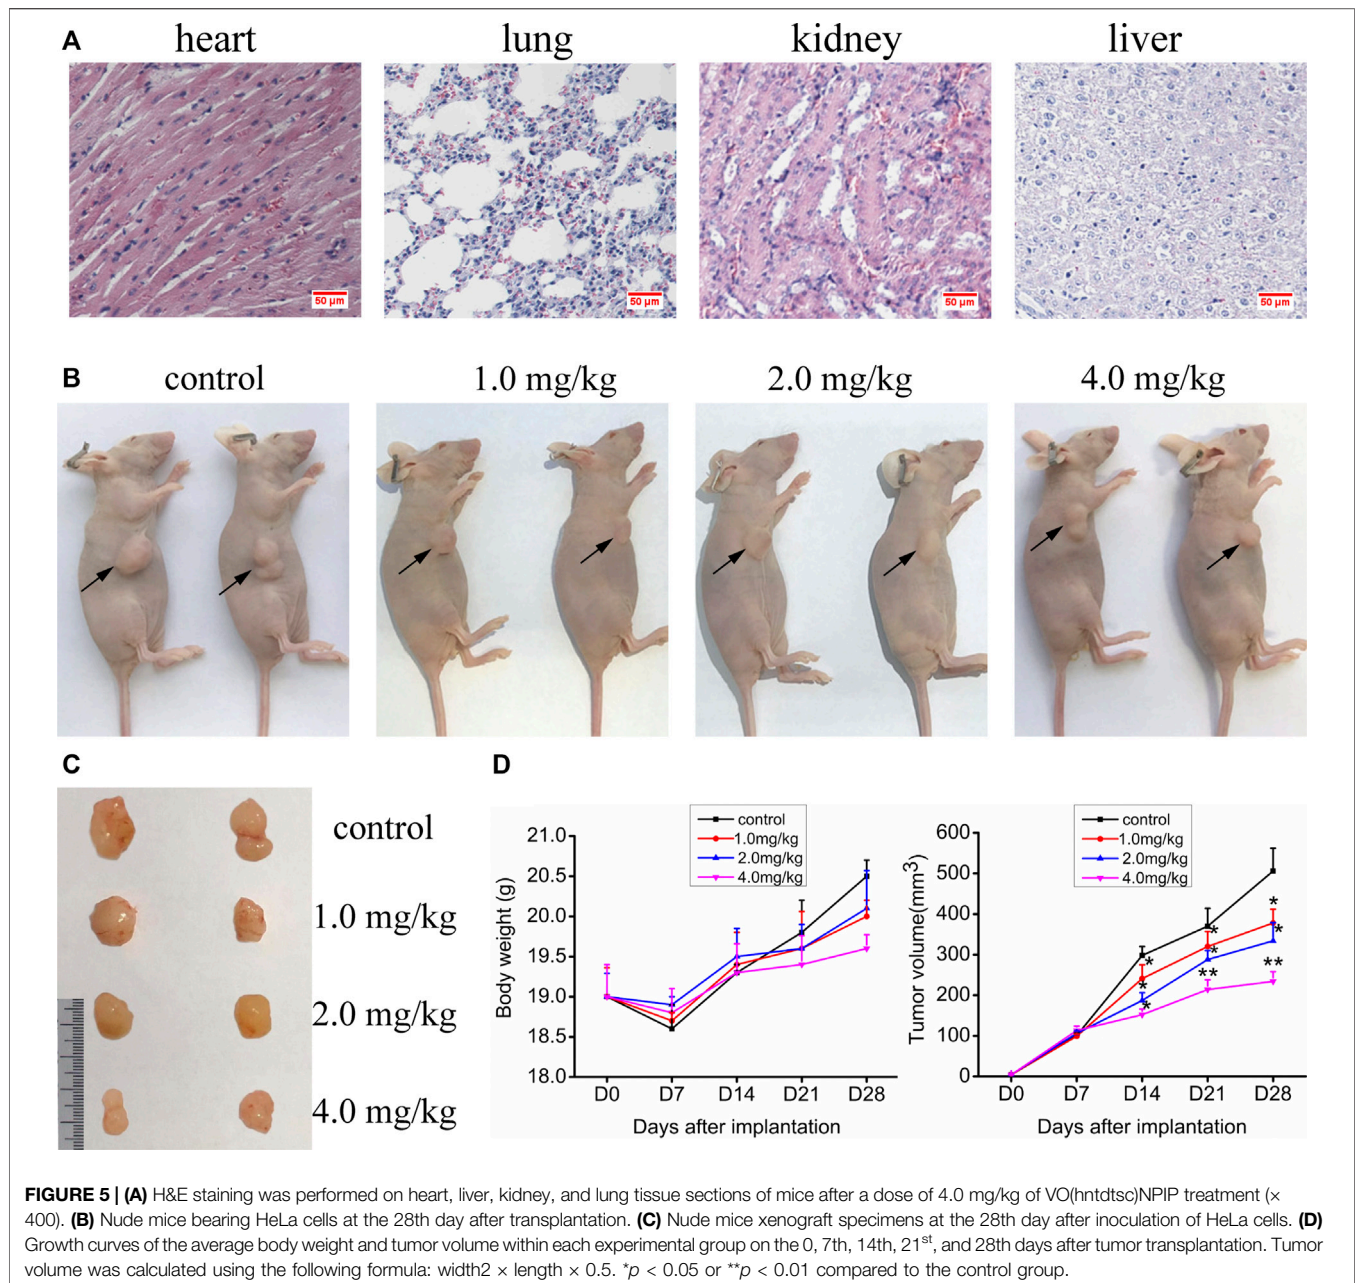 A
heart
lung
kidney
liver
50 µm
50 µm
50 µm
50 µm
B
control
1.0 mg/kg
2.0 mg/kg
4.0 mg/kg
C
control
1.0 mg/kg
2.0 mg/kg
4.0 mg/kg
D
control
1.0mg/kg
2.0mg/kg
4.0mg/kg
Body weight (g)
21.0
20.5
20.0
19.5
19.0
18.5
18.0
D0 D7 D14 D21 D28
Days after implantation
control
1.0mg/kg
2.0mg/kg
4.0mg/kg
Tumor volume(mm3)
600
500
400
300
200
100
0
* * * * * ** * * **
D0 D7 D14 D21 D28
Days after implantation
FIGURE 5 | (A) H&E staining was performed on heart, liver, kidney, and lung tissue sections of mice after a dose of 4.0 mg/kg of VO(hntdtsc)NPIP treatment (×
400). (B) Nude mice bearing HeLa cells at the 28th day after transplantation. (C) Nude mice xenograft specimens at the 28th day after inoculation of HeLa cells. (D)
Growth curves of the average body weight and tumor volume within each experimental group on the 0, 7th, 14th, 21st, and 28th days after tumor transplantation. Tumor
volume was calculated using the following formula: width2 × length × 0.5. *p < 0.05 or **p < 0.01 compared to the control group.